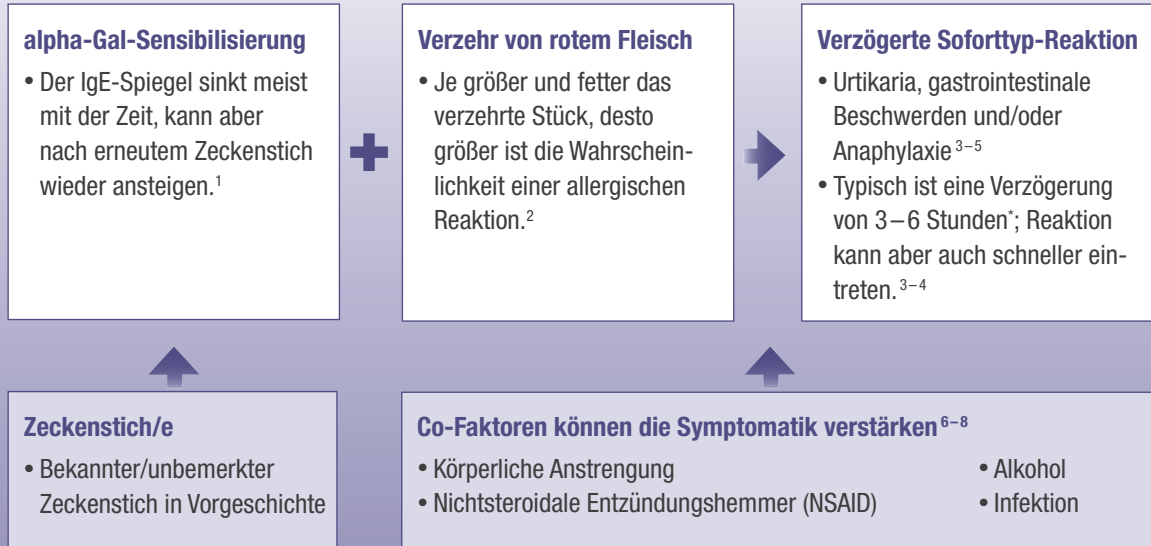 alpha-Gal-Sensibilisierung
• Der IgE-Spiegel sinkt meist
mit der Zeit, kann aber
nach erneutem Zeckenstich
wieder ansteigen.¹
Verzehr von rotem Fleisch
• Je größer und fetter das
verzehrte Stück, desto
größer ist die Wahrschein-
lichkeit einer allergischen
Reaktion.²
Verzögerte Soforttyp-Reaktion
• Urtikaria, gastrointestinale
Beschwerden und/oder
Anaphylaxie ³⁻⁵
• Typisch ist eine Verzögerung
von 3–6 Stunden*; Reaktion
kann aber auch schneller ein-
treten. ³⁻⁴
Zeckenstich/e
• Bekannter/unbemerkter
Zeckenstich in Vorgeschichte
Co-Faktoren können die Symptomatik verstärken ⁶⁻⁸
• Körperliche Anstrengung
• Nichtsteroidale Entzündungshemmer (NSAID)
• Alkohol
• Infektion